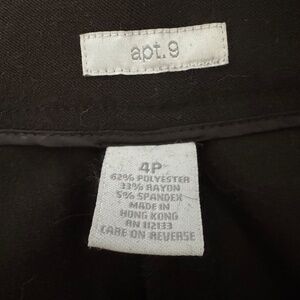 apt.9
4P
62% POLYESTER
33% RAYON
5% SPANDEX
MADE IN
HONG KONG
RN 112133
CARE ON REVERSE